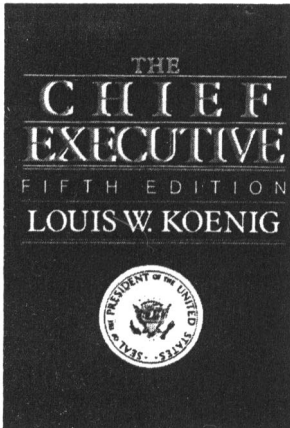 THE
CHIEF
EXECUTIVE
FIFTH EDITION
LOUIS W. KOENIG
SEAL OF THE PRESIDENT OF THE UNITED STATES